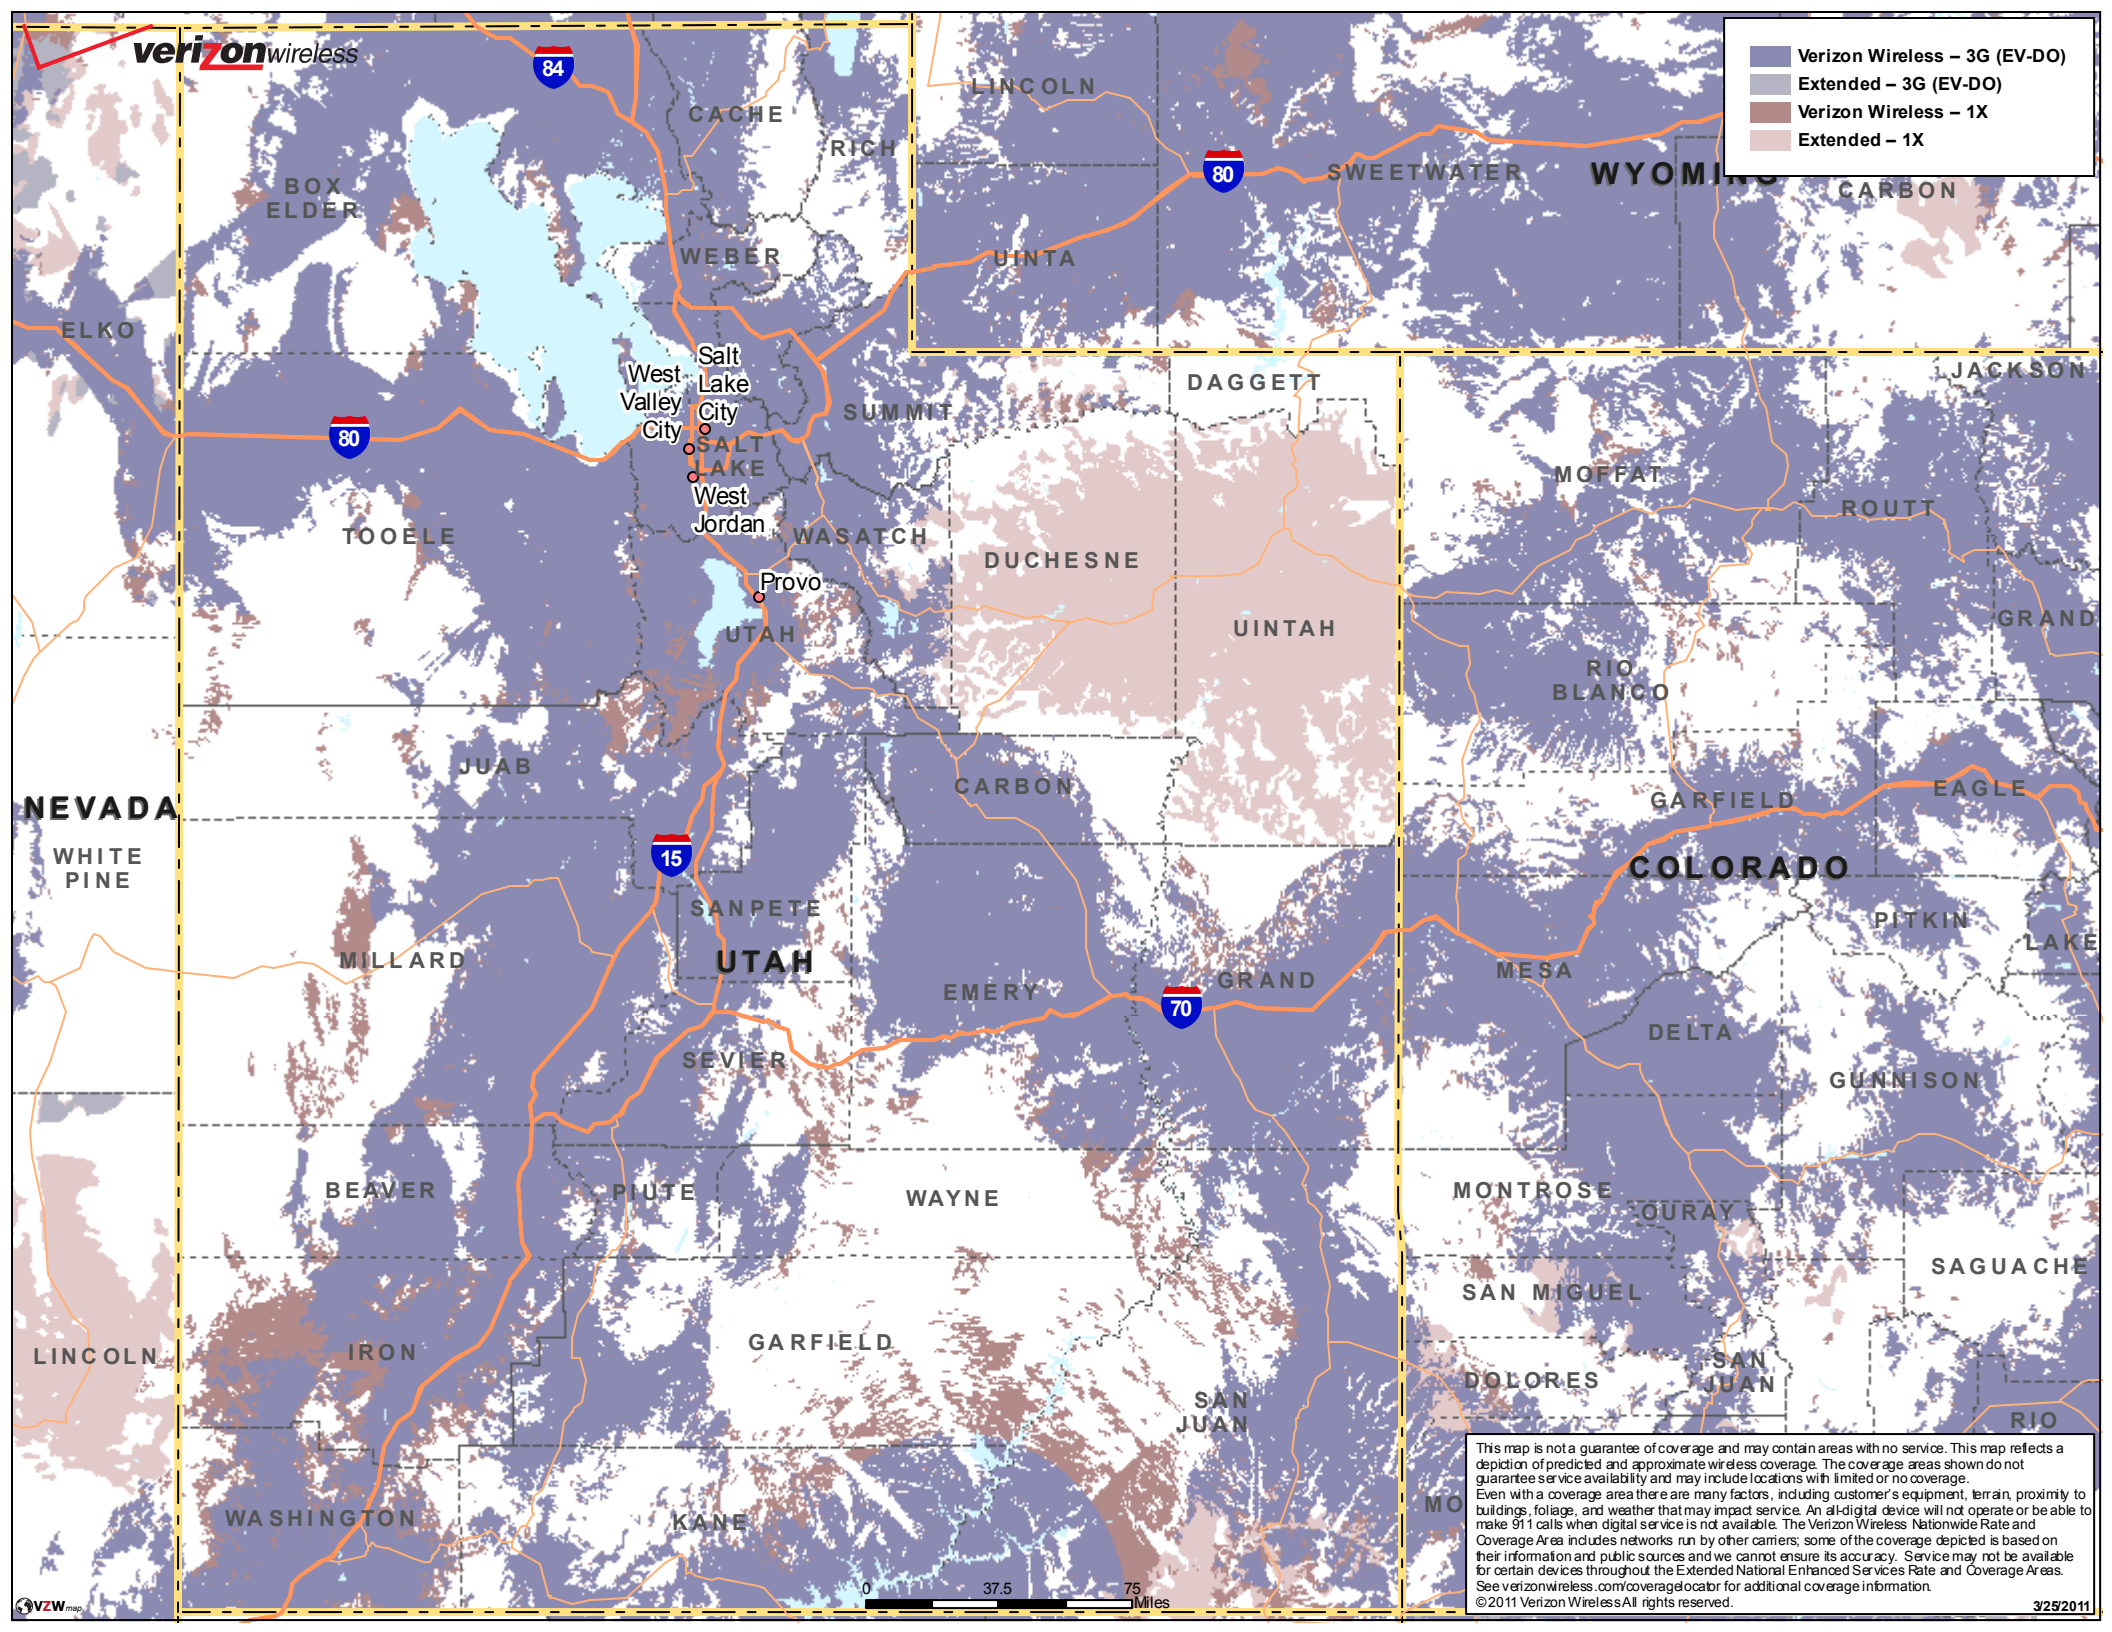 verizonwireless
84
Verizon Wireless – 3G (EV-DO)
Extended – 3G (EV-DO)
Verizon Wireless – 1X
Extended – 1X
LINCOLN
CACHE
RICH
80
SWEETWATER
WYOMING
CARBON
BOX
ELDER
WEBER
UINTA
ELKO
Salt
Lake
City
West
Valley
City
DAGGETT
JACKSON
SUMMIT
80
SALT
LAKE
MOFFAT
West
Jordan
ROUTT
TOOELE
WASATCH
DUCHESNE
Provo
UTAH
UINTAH
GRAND
RIO
BLANCO
JUAB
CARBON
GARFIELD
EAGLE
NEVADA
WHITE
PINE
15
COLORADO
SANPETE
PITKIN
MILLARD
UTAH
LAKE
EMERY
GRAND
MESA
70
DELTA
SEVIER
GUNNISON
BEAVER
PIUTE
WAYNE
MONTROSE
OURAY
SAGUACHE
SAN MIGUEL
LINCOLN
IRON
GARFIELD
SAN
JUAN
DOLORES
SAN
JUAN
RIO
WASHINGTON
KANE
MO
This map is not a guarantee of coverage and may contain areas with no service. This map reflects a
depiction of predicted and approximate wireless coverage. The coverage areas shown do not
guarantee service availability and may include locations with limited or no coverage.
Even with a coverage area there are many factors, including customer's equipment, terrain, proximity to
buildings, foliage, and weather that may impact service. An all-digital device will not operate or be able to
make 911 calls when digital service is not available. The Verizon Wireless Nationwide Rate and
Coverage Area includes networks run by other carriers; some of the coverage depicted is based on
their information and public sources and we cannot ensure its accuracy. Service may not be available
for certain devices throughout the Extended National Enhanced Services Rate and Coverage Areas.
See verizonwireless.com/coveragelocator for additional coverage information.
©2011 Verizon Wireless All rights reserved.
3/25/2011
0 37.5 75
Miles
VZWmap